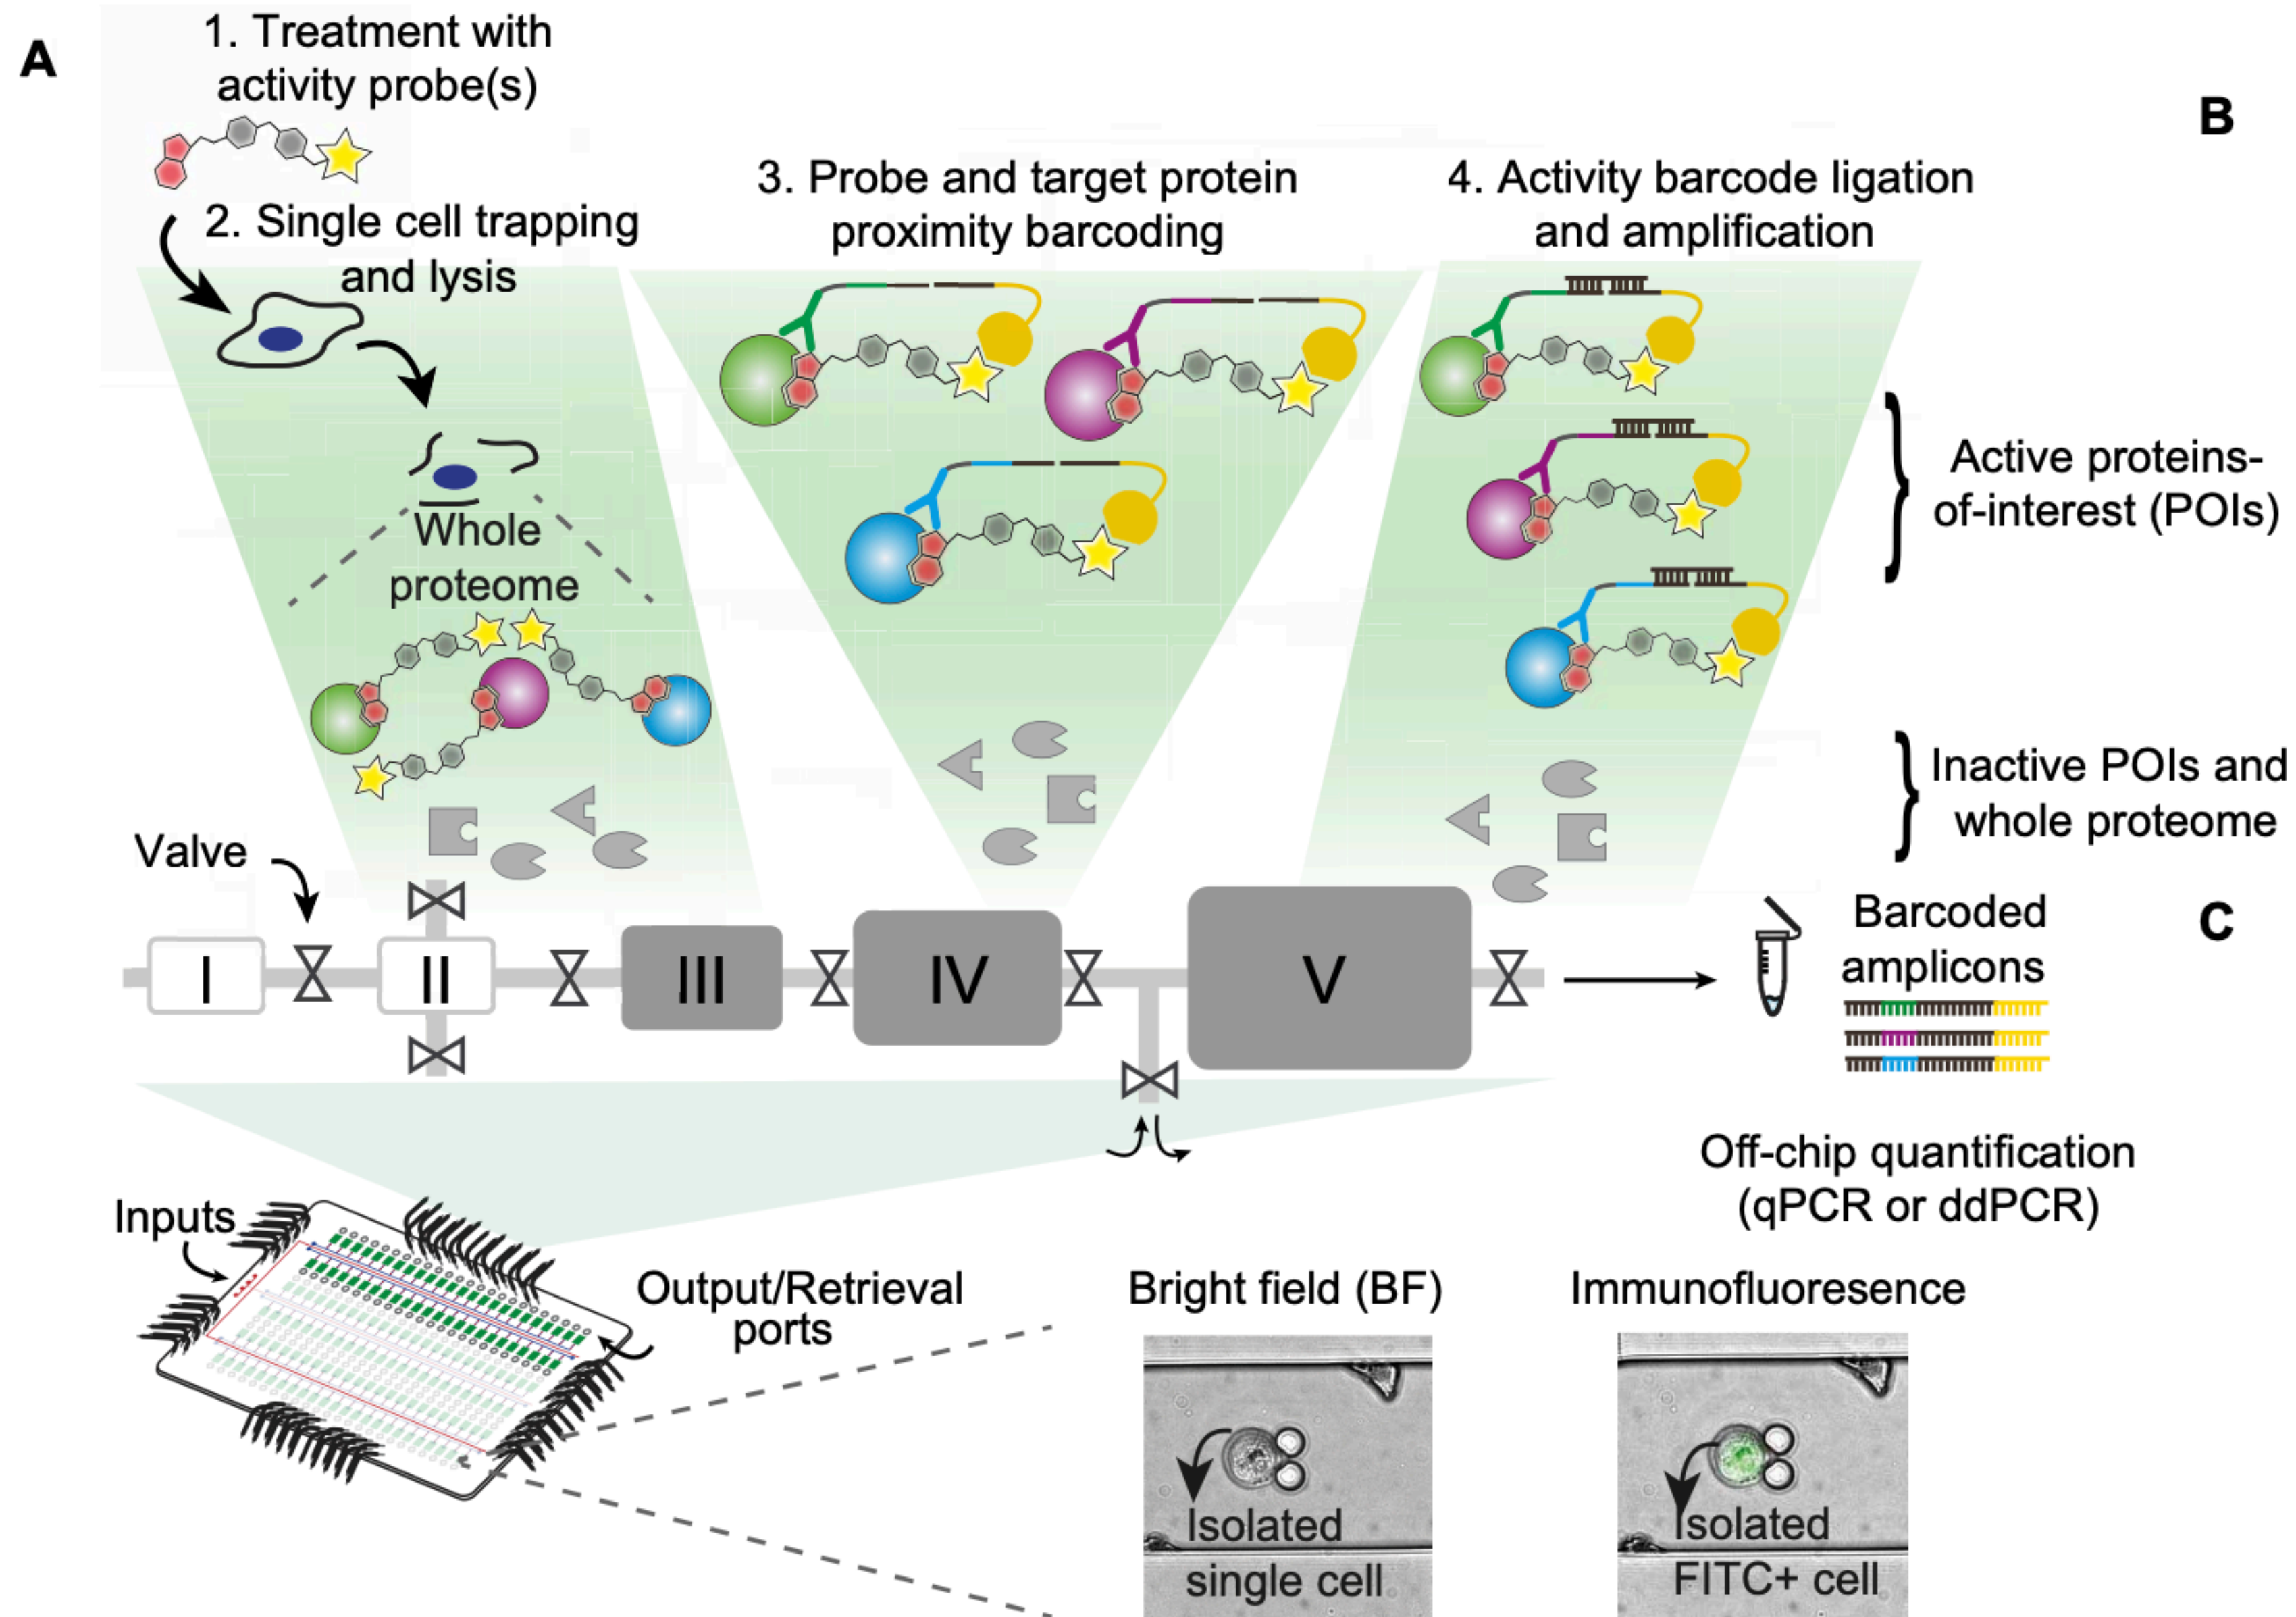 A
1. Treatment with
activity probe(s)
2. Single cell trapping
and lysis
Whole
proteome
3. Probe and target protein
proximity barcoding
4. Activity barcode ligation
and amplification
B
Active proteins-
of-interest (POIs)
Inactive POIs and
whole proteome
Valve
I
II
III
IV
V
Barcoded
amplicons
C
Off-chip quantification
(qPCR or ddPCR)
Inputs
Output/Retrieval
ports
Bright field (BF)
Isolated
single cell
Immunofluoresence
Isolated
FITC+ cell